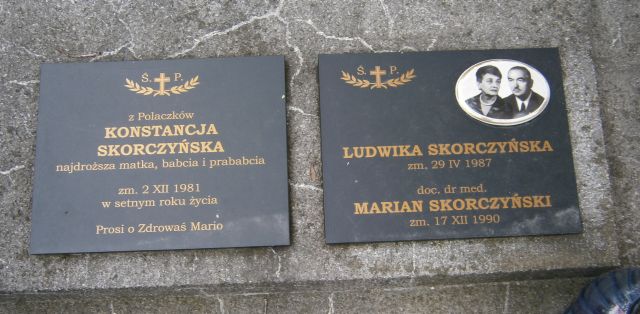 Ś. P.
z Polaczków
KONSTANCJA
SKORCZYŃSKA
najdroższa matka, babcia i prababcia
zm. 2 XII 1981
w setnym roku życia
Prosi o Zdrowaś Mario
Ś. P.
LUDWIKA SKORCZYŃSKA
zm. 29 IV 1987
doc. dr med.
MARIAN SKORCZYŃSKI
zm. 17 XII 1990